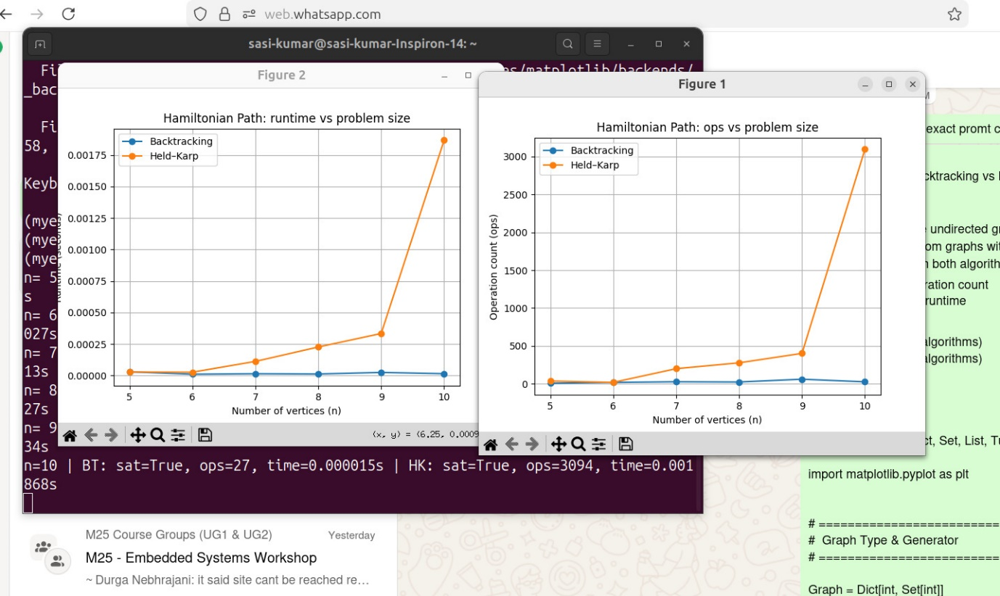 web.whatsapp.com
sasi-kumar@sasi-kumar-Inspiron-14: ~
Fi
es/matplotlib/backends/
_bac
Fi
58,
Keyb
(mye
(mye
(mye
n= 5
s
n= 6
027s
n= 7
13s
n= 8
27s
n= 9
34s
n=10 | BT: sat=True, ops=27, time=0.000015s | HK: sat=True, ops=3094, time=0.001
868s
Figure 2
Hamiltonian Path: runtime vs problem size
Backtracking
Held–Karp
0.00175
0.00150
0.00125
0.00100
0.00075
0.00050
0.00025
0.00000
5 6 7 8 9 10
Number of vertices (n)
(x, y) = (6.25, 0.0009
Figure 1
Hamiltonian Path: ops vs problem size
Backtracking
Held–Karp
Operation count (ops)
3000
2500
2000
1500
1000
500
0
5 6 7 8 9 10
Number of vertices (n)
M
exact promt c
cktracking vs
undirected gr
om graphs wit
both algorith
ration count
runtime
algorithms)
algorithms)
ct, Set, List, Tu
import matplotlib.pyplot as plt
# =========================
# Graph Type & Generator
# =========================
Graph = Dict[int, Set[int]]
M25 Course Groups (UG1 & UG2)
Yesterday
M25 - Embedded Systems Workshop
~ Durga Nebhrajani: it said site cant be reached re…